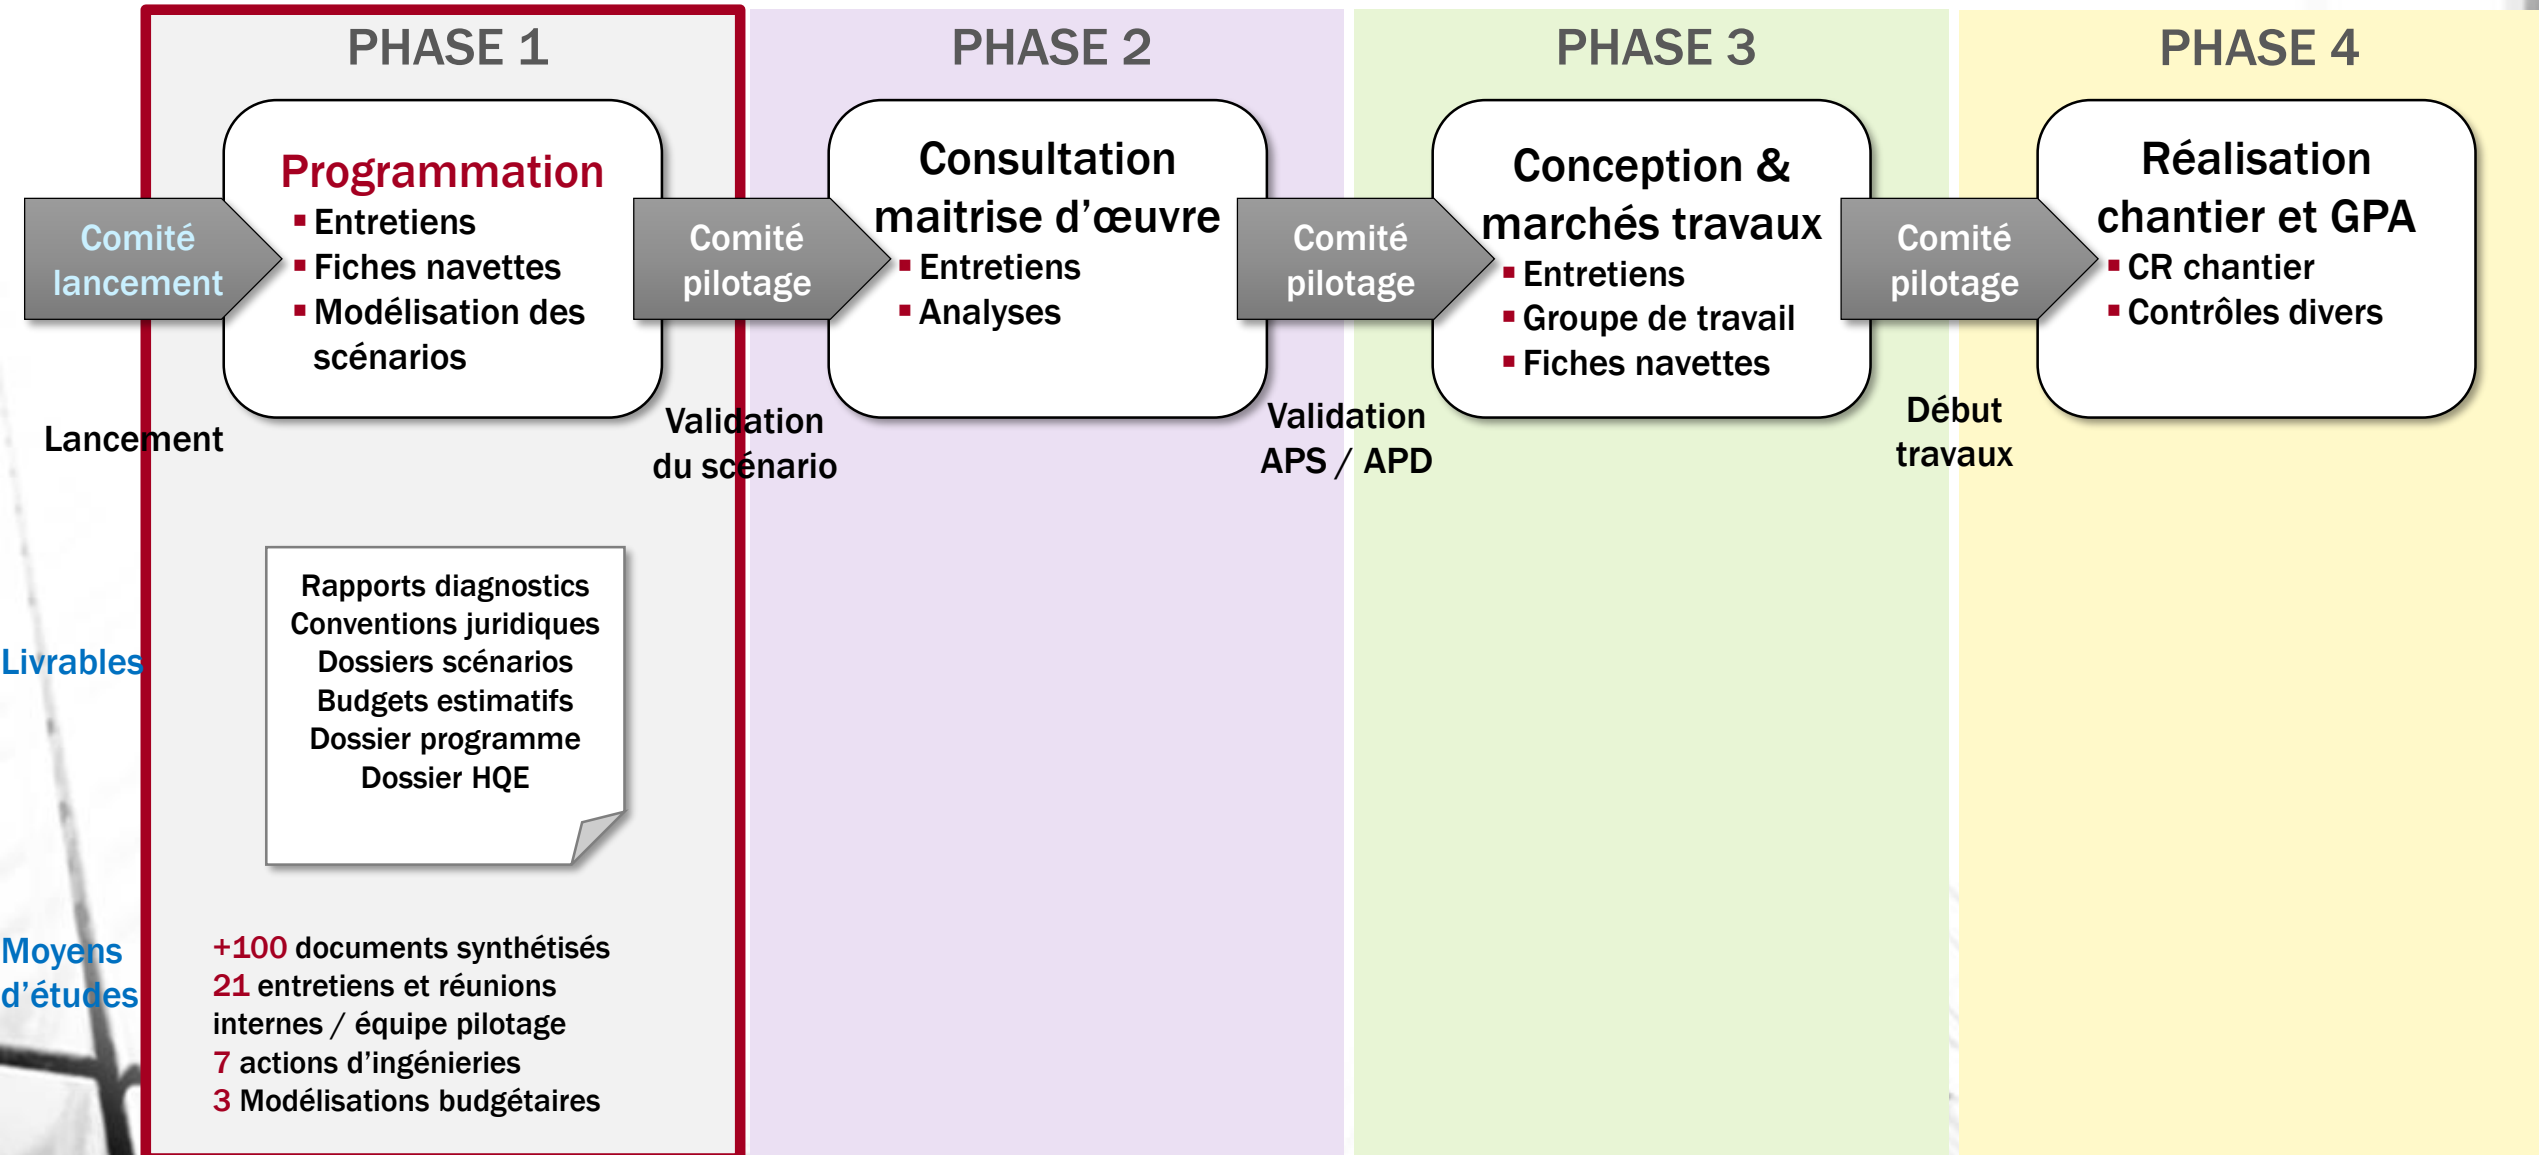 PHASE 1
PHASE 2
PHASE 3
PHASE 4
Comité
lancement
Lancement
Programmation
Entretiens
Fiches navettes
Modélisation des
scénarios
Comité
pilotage
Validation
du scénario
Consultation
maitrise d’œuvre
Entretiens
Analyses
Comité
pilotage
Validation
APS / APD
Conception &
marchés travaux
Entretiens
Groupe de travail
Fiches navettes
Comité
pilotage
Début
travaux
Réalisation
chantier et GPA
CR chantier
Contrôles divers
Livrables
Rapports diagnostics
Conventions juridiques
Dossiers scénarios
Budgets estimatifs
Dossier programme
Dossier HQE
Moyens
d’études
+100 documents synthétisés
21 entretiens et réunions
internes / équipe pilotage
7 actions d’ingénieries
3 Modélisations budgétaires